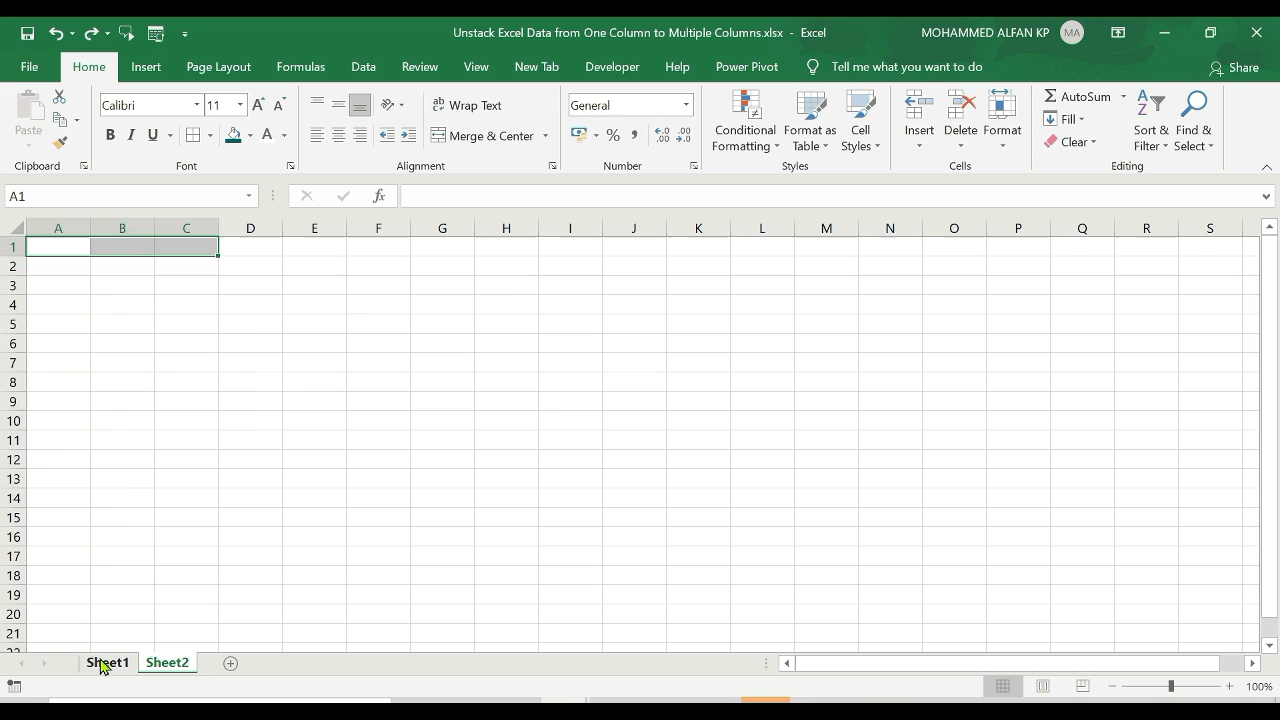 Unstack Excel Data from One Column to Multiple Columns.xlsx - Excel
MOHAMMED ALFAN KP MA
File Home Insert Page Layout Formulas Data Review View New Tab Developer Help Power Pivot Tell me what you want to do Share
Paste
Clipboard
Calibri 11
B I U A
Font
Wrap Text
Merge & Center
Alignment
General
%
Number
Conditional Formatting
Format as Table
Cell Styles
Styles
Insert Delete Format
Cells
AutoSum
Fill
Clear
Sort & Filter
Find & Select
Editing
A1 fx
A B C D E F G H I J K L M N O P Q R S
1
2
3
4
5
6
7
8
9
10
11
12
13
14
15
16
17
18
19
20
21
Sheet1 Sheet2
100%